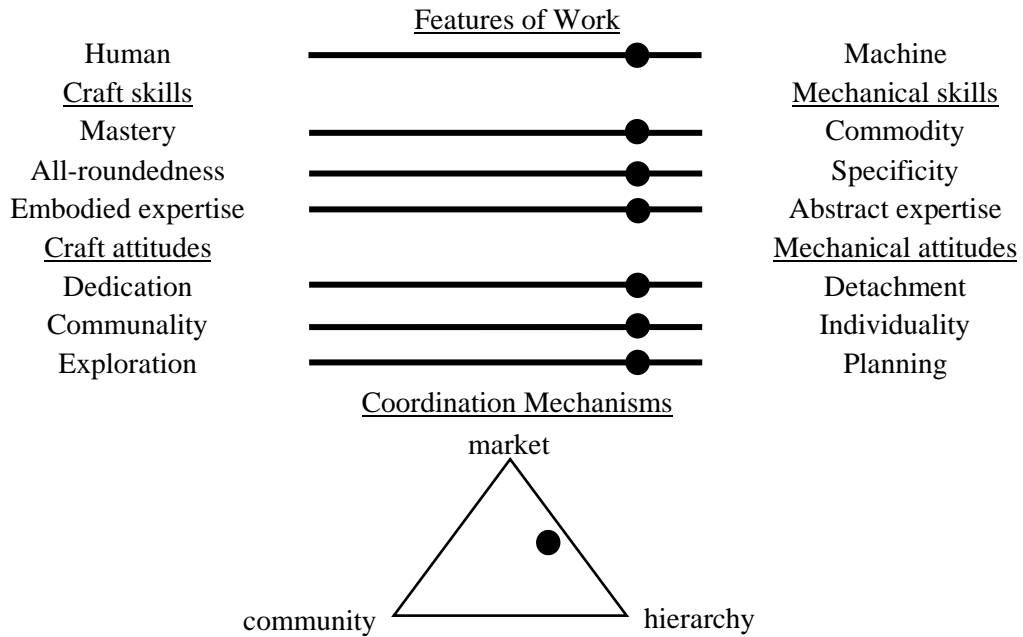 Features of Work
Human Machine
Craft skills Mechanical skills
Mastery Commodity
All-roundedness Specificity
Embodied expertise Abstract expertise
Craft attitudes Mechanical attitudes
Dedication Detachment
Communality Individuality
Exploration Planning
Coordination Mechanisms
market
community hierarchy